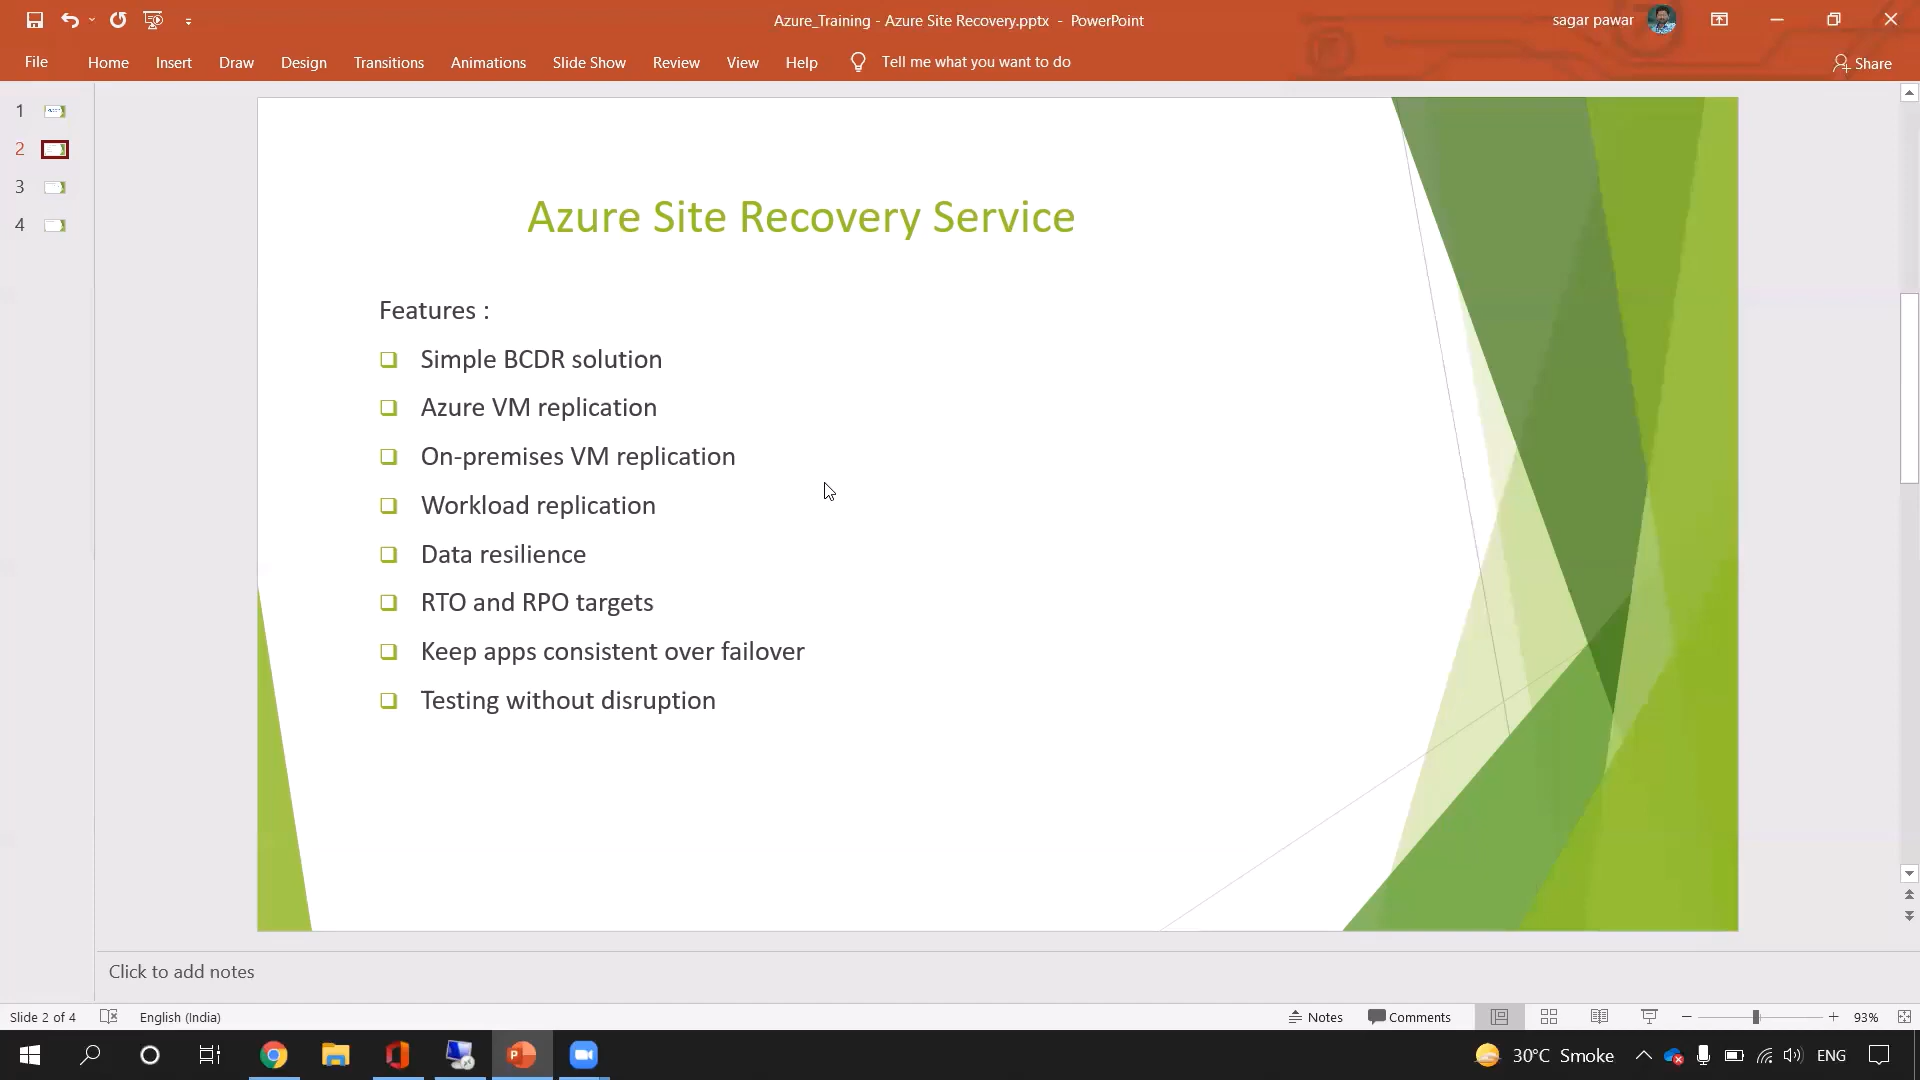 Azure_Training - Azure Site Recovery.pptx - PowerPoint
sagar pawar
File Home Insert Draw Design Transitions Animations Slide Show Review View Help Tell me what you want to do
Share
1
2
3
4
Azure Site Recovery Service
Features :
Simple BCDR solution
Azure VM replication
On-premises VM replication
Workload replication
Data resilience
RTO and RPO targets
Keep apps consistent over failover
Testing without disruption
Click to add notes
Slide 2 of 4 English (India) Notes Comments 93%
30°C Smoke ENG